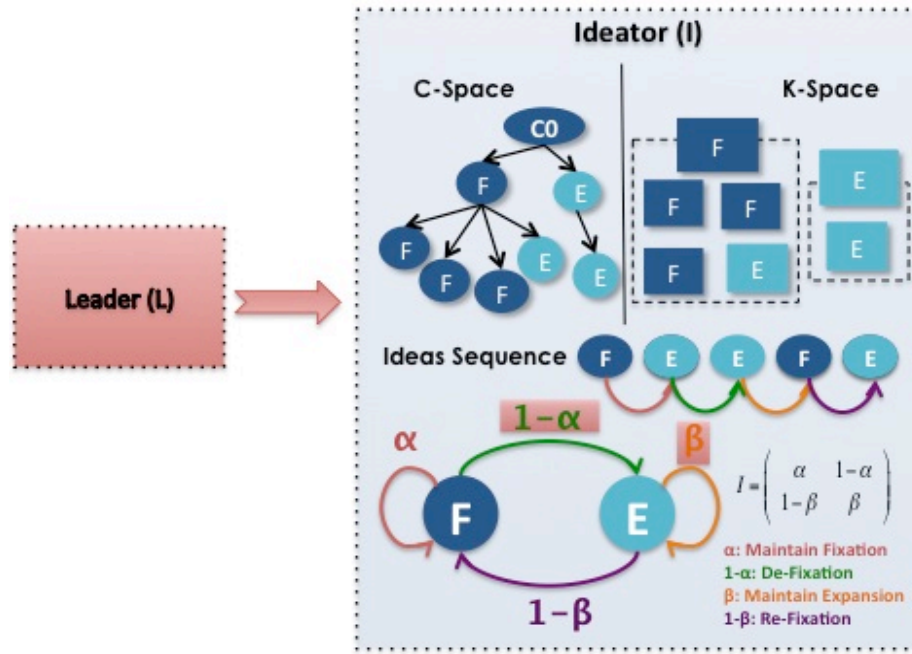 Ideator (I)
C-Space
K-Space
C0
F
E
F
F
F
E
E
F
F
F
F
E
E
E
Leader (L)
Ideas Sequence
F E E F E
1-α
α
β
F
E
1-β
I = ( α 1-α
1-β β )
α: Maintain Fixation
1-α: De-Fixation
β: Maintain Expansion
1-β: Re-Fixation